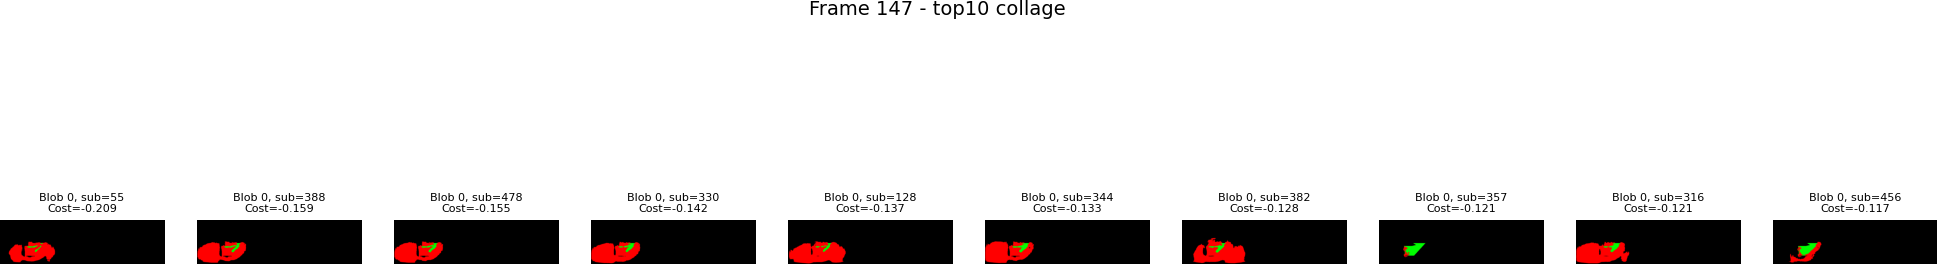 Frame 147 - top10 collage
Blob 0, sub=55
Cost=-0.209
Blob 0, sub=388
Cost=-0.159
Blob 0, sub=478
Cost=-0.155
Blob 0, sub=330
Cost=-0.142
Blob 0, sub=128
Cost=-0.137
Blob 0, sub=344
Cost=-0.133
Blob 0, sub=382
Cost=-0.128
Blob 0, sub=357
Cost=-0.121
Blob 0, sub=316
Cost=-0.121
Blob 0, sub=456
Cost=-0.117